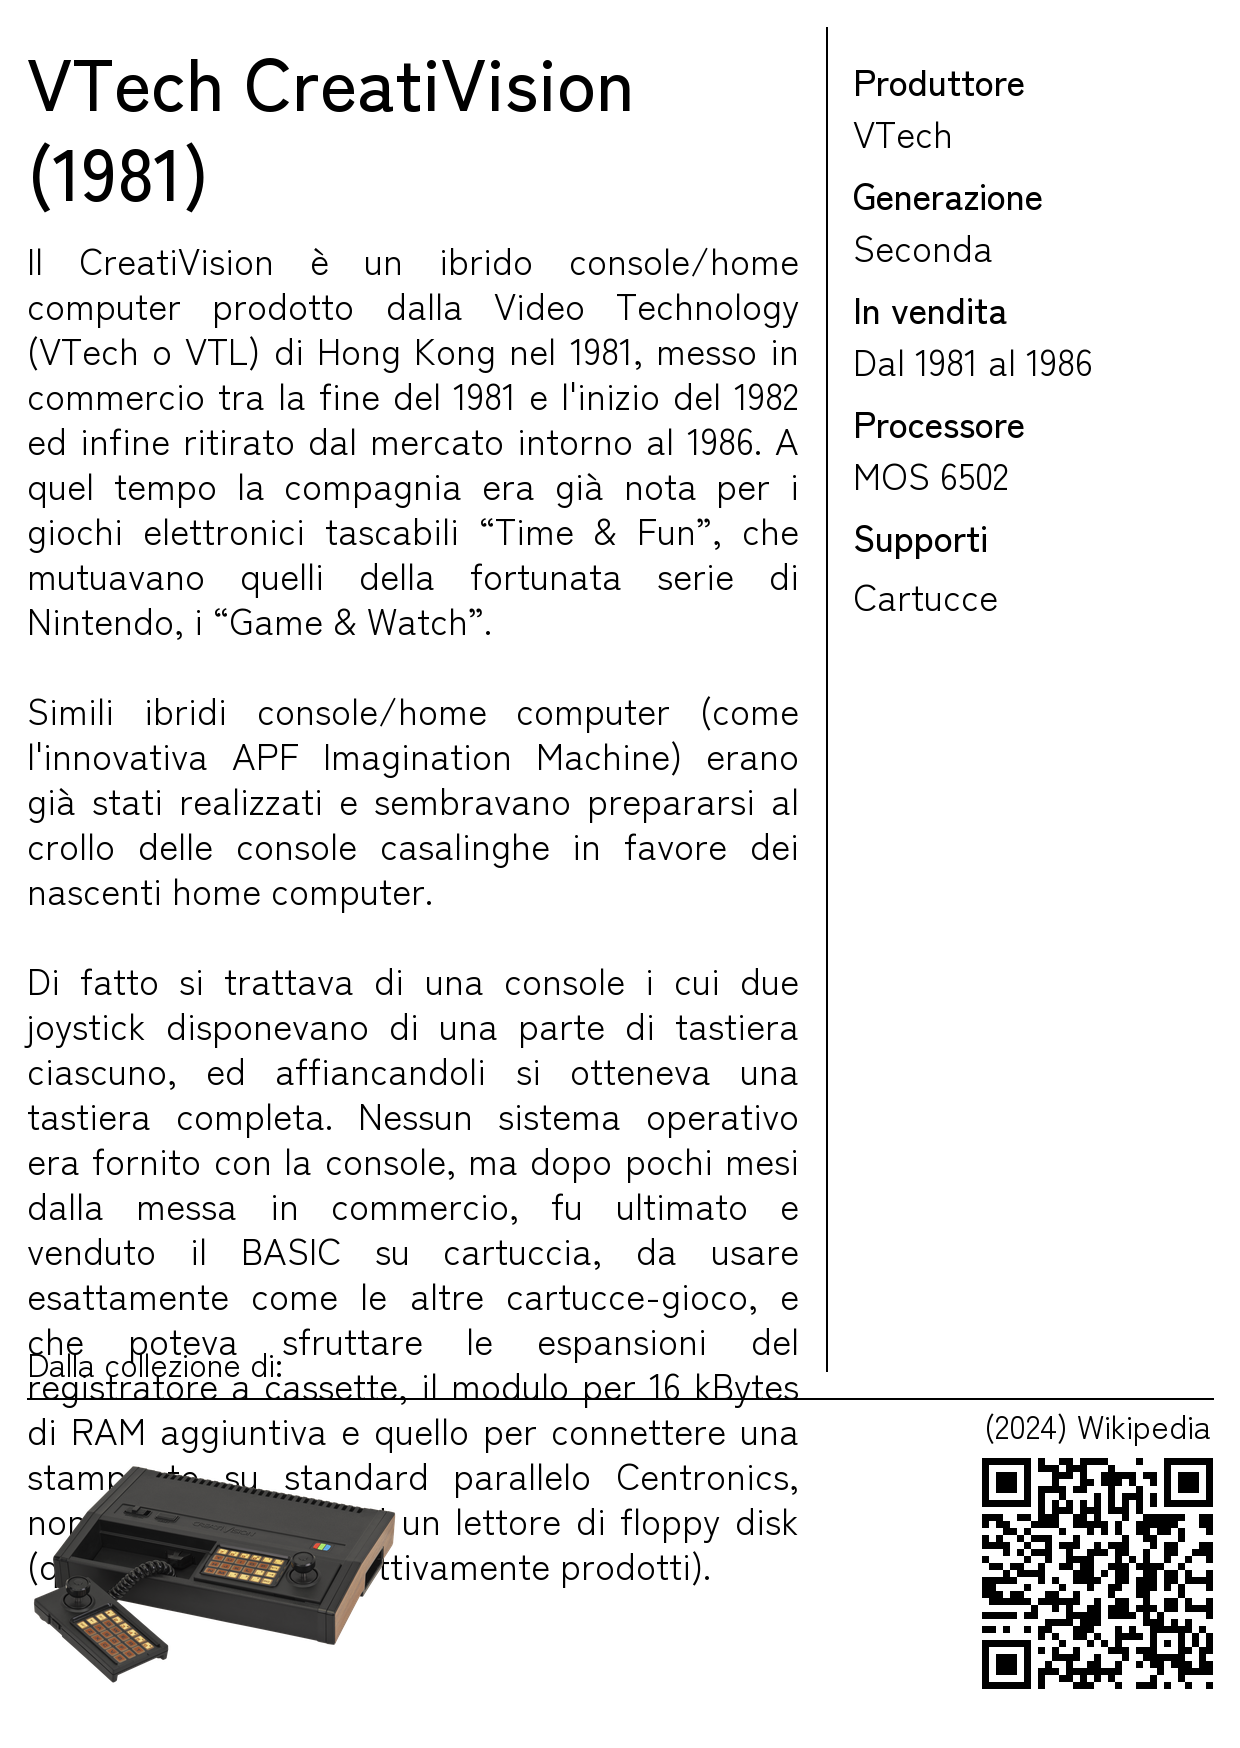 VTech CreatiVision
(1981)
Il CreatiVision è un ibrido console/home
computer prodotto dalla Video Technology
(VTech o VTL) di Hong Kong nel 1981, messo in
commercio tra la fine del 1981 e l'inizio del 1982
ed infine ritirato dal mercato intorno al 1986. A
quel tempo la compagnia era già nota per i
giochi elettronici tascabili “Time & Fun”, che
mutuavano quelli della fortunata serie di
Nintendo, i “Game & Watch”.
Simili ibridi console/home computer (come
l'innovativa APF Imagination Machine) erano
già stati realizzati e sembravano prepararsi al
crollo delle console casalinghe in favore dei
nascenti home computer.
Di fatto si trattava di una console i cui due
joystick disponevano di una parte di tastiera
ciascuno, ed affiancandoli si otteneva una
tastiera completa. Nessun sistema operativo
era fornito con la console, ma dopo pochi mesi
dalla messa in commercio, fu ultimato e
venduto il BASIC su cartuccia, da usare
esattamente come le altre cartucce-gioco, e
che poteva sfruttare le espansioni del
registratore a cassette, il modulo per 16 kBytes
di RAM aggiuntiva e quello per connettere una
su standard parallelo Centronics,
un lettore di floppy disk
prodotti).
Dalla collezione di:
Produttore
VTech
Generazione
Seconda
In vendita
Dal 1981 al 1986
Processore
MOS 6502
Supporti
Cartucce
(2024) Wikipedia